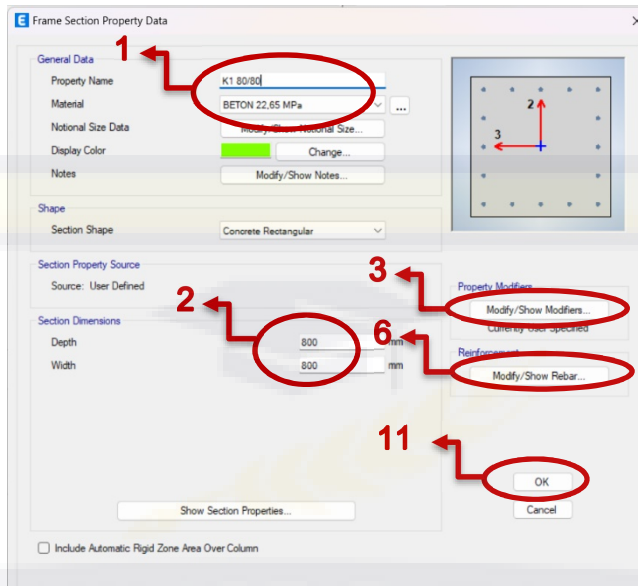 E Frame Section Property Data
1
General Data
Property Name K1 80/80
Material BETON 22,65 MPa ...
Notional Size Data Modify/Show Notional Size...
Display Color Change...
Notes Modify/Show Notes...
2
3
Shape
Section Shape Concrete Rectangular
Section Property Source
Source: User Defined
3
Property Modifiers
Modify/Show Modifiers...
Currently User Specified
2
Section Dimensions
Depth 800 mm
Width 800 mm
6
Reinforcement
Modify/Show Rebar...
11
OK
Cancel
Show Section Properties...
Include Automatic Rigid Zone Area Over Column